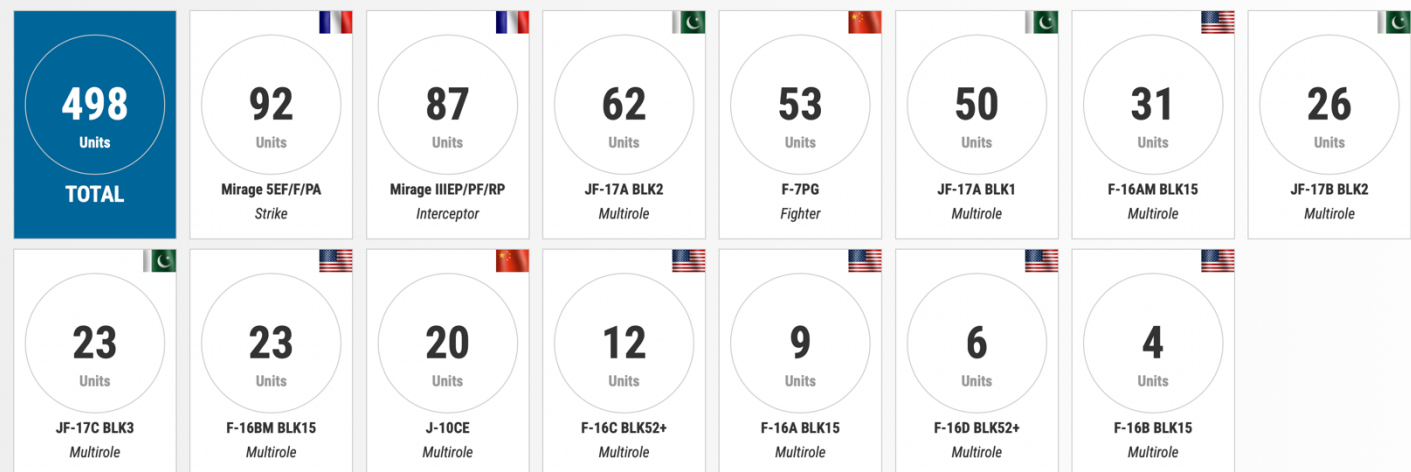 498
Units
TOTAL
92
Units
Mirage 5EF/F/PA
Strike
87
Units
Mirage IIIEP/PF/RP
Interceptor
62
Units
JF-17A BLK2
Multirole
53
Units
F-7PG
Fighter
50
Units
JF-17A BLK1
Multirole
31
Units
F-16AM BLK15
Multirole
26
Units
JF-17B BLK2
Multirole
23
Units
JF-17C BLK3
Multirole
23
Units
F-16BM BLK15
Multirole
20
Units
J-10CE
Multirole
12
Units
F-16C BLK52+
Multirole
9
Units
F-16A BLK15
Multirole
6
Units
F-16D BLK52+
Multirole
4
Units
F-16B BLK15
Multirole